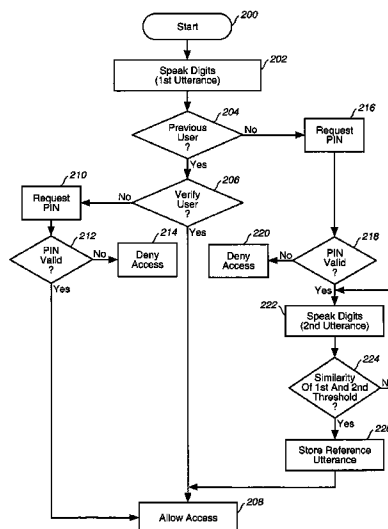 200
Start
202
Speak Digits
(1st Utterance)
204
Previous
User
?
No
Yes
216
Request
PIN
206
Verify
User
?
No
Yes
210
Request
PIN
212
PIN
Valid
?
No
Yes
214
Deny
Access
218
PIN
Valid
?
No
Yes
220
Deny
Access
222
Speak Digits
(2nd Utterance)
224
Similarity
Of 1st And 2nd
Threshold
?
Yes
Store Reference
Utterance
208
Allow Access